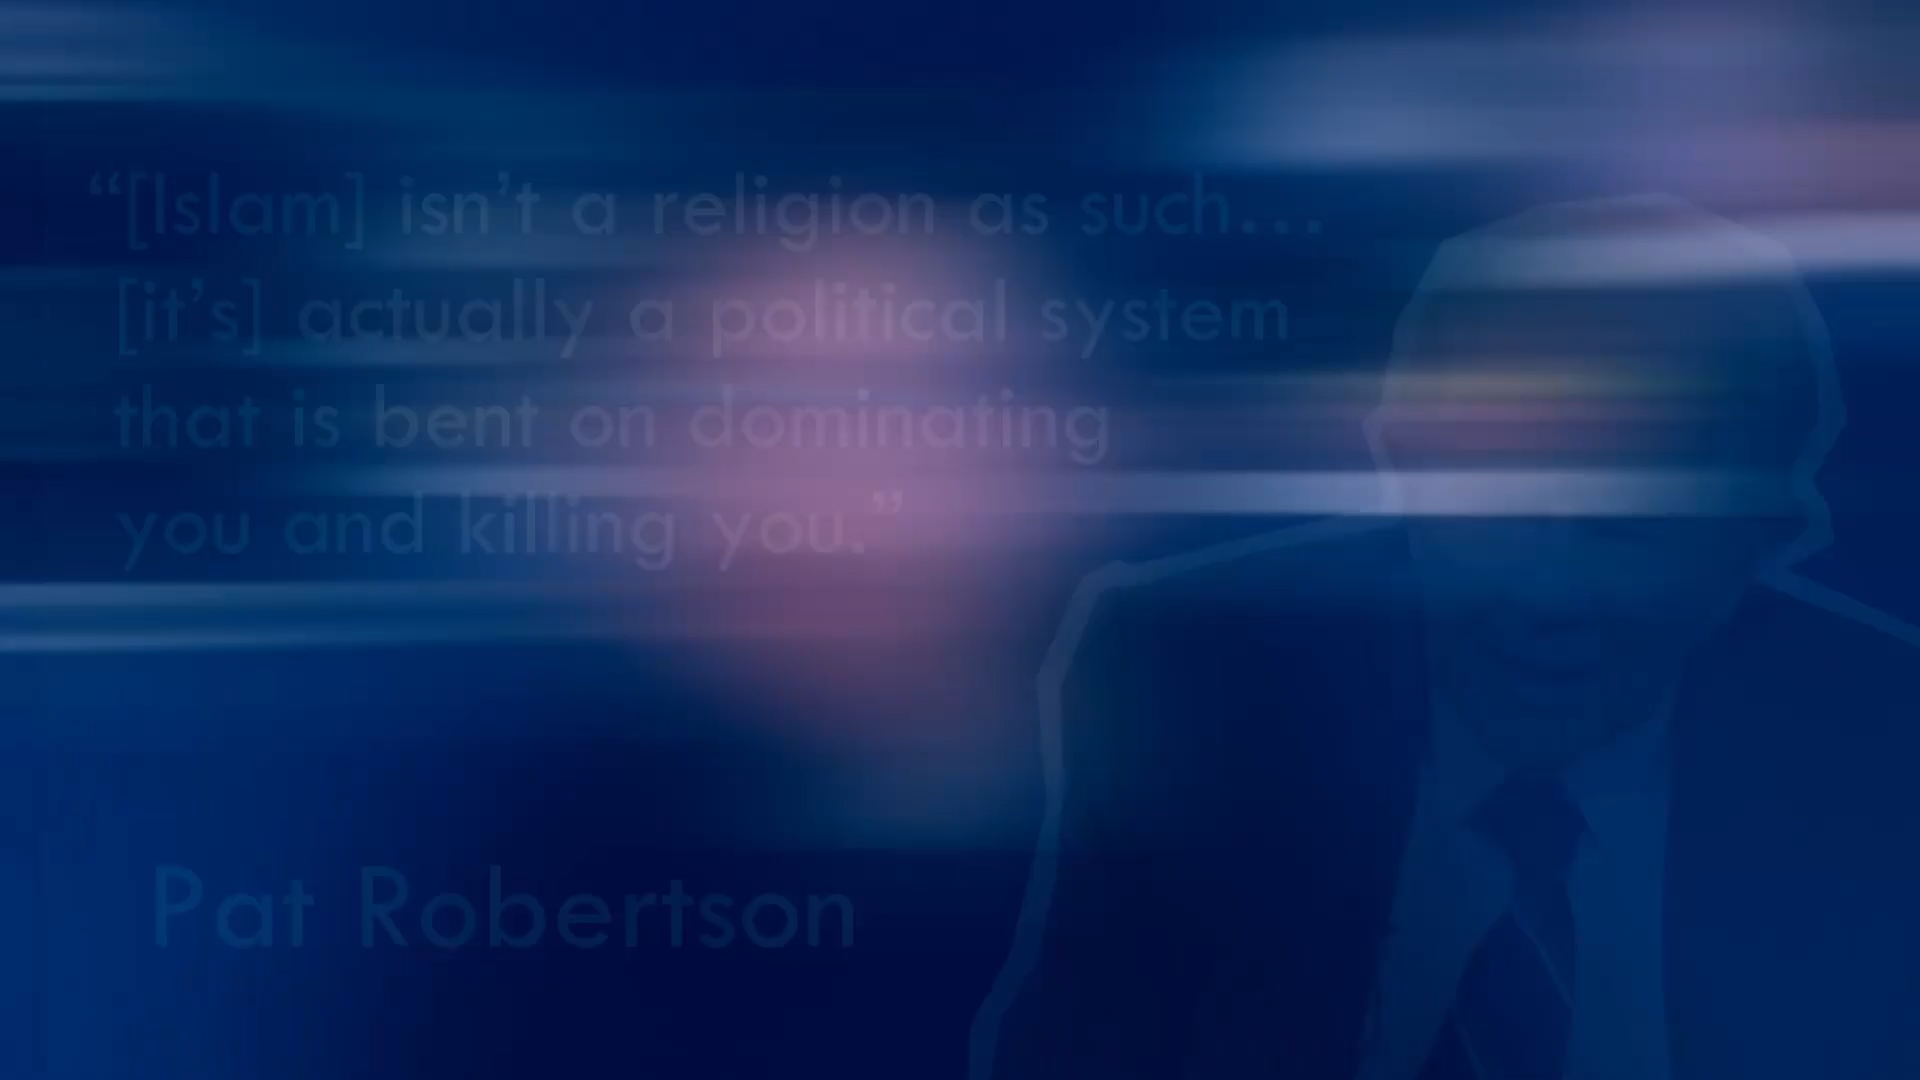 “[Islam] isn’t a religion as such…
[it’s] actually a political system
that is bent on dominating
you and killing you.”
Pat Robertson